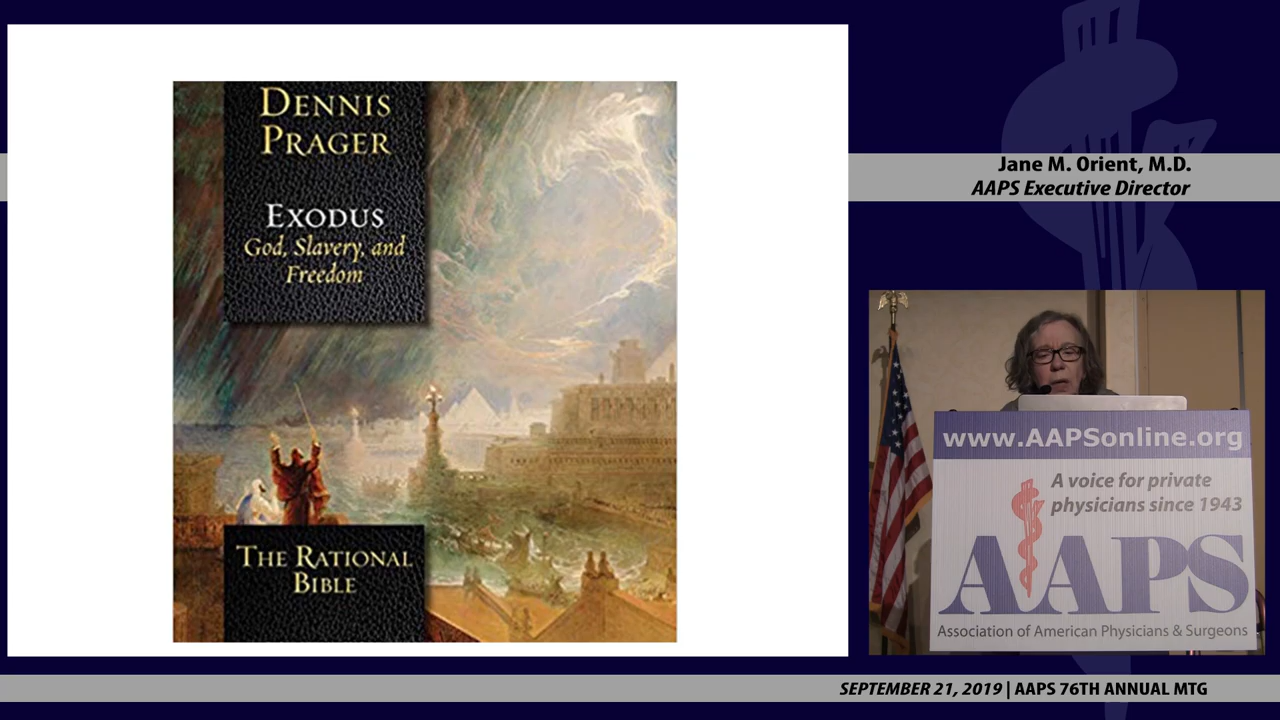 DENNIS
PRAGER
EXODUS
God, Slavery, and
Freedom
THE RATIONAL
BIBLE
Jane M. Orient, M.D.
AAPS Executive Director
www.AAPSonline.org
A voice for private
physicians since 1943
AAPS
Association of American Physicians & Surgeons
SEPTEMBER 21, 2019 | AAPS 76TH ANNUAL MTG